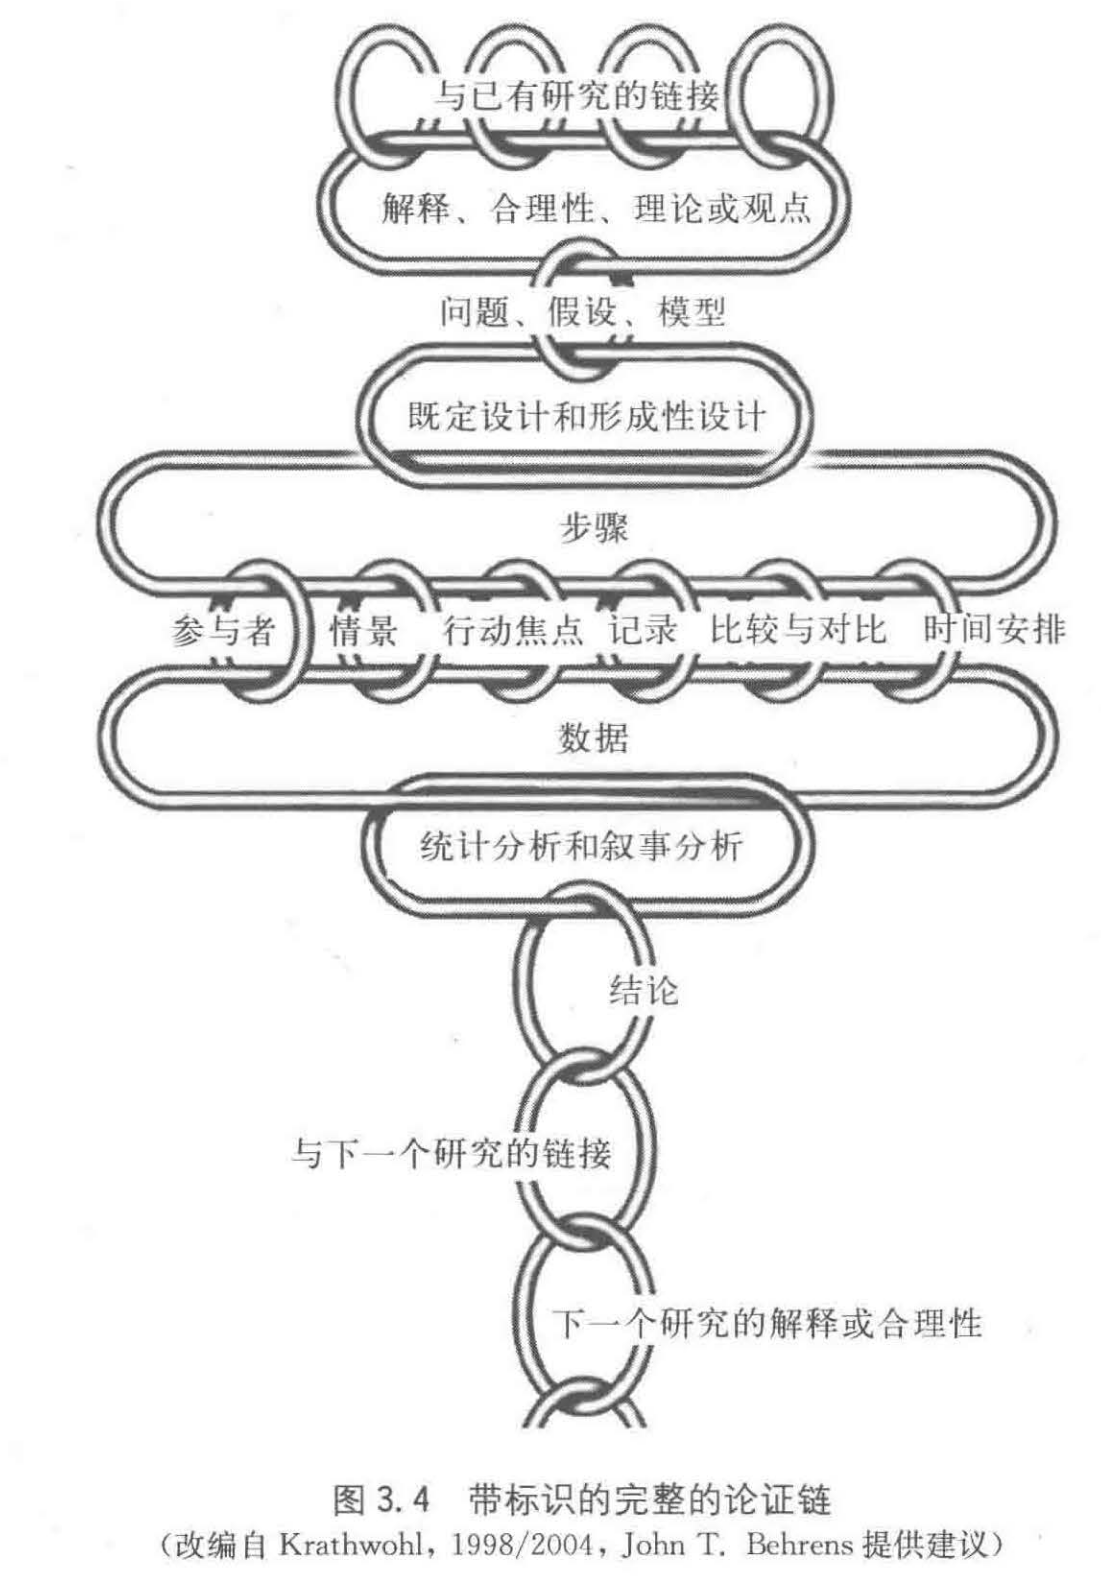 与已有研究的链接
解释、合理性、理论或观点
问题、假设、模型
既定设计和形成性设计
步骤
参与者 情景 行动焦点 记录 比较与对比 时间安排
数据
统计分析和叙事分析
结论
与下一个研究的链接
下一个研究的解释或合理性
图 3.4 带标识的完整的论证链
(改编自 Krathwohl, 1998/2004, John T. Behrens 提供建议)